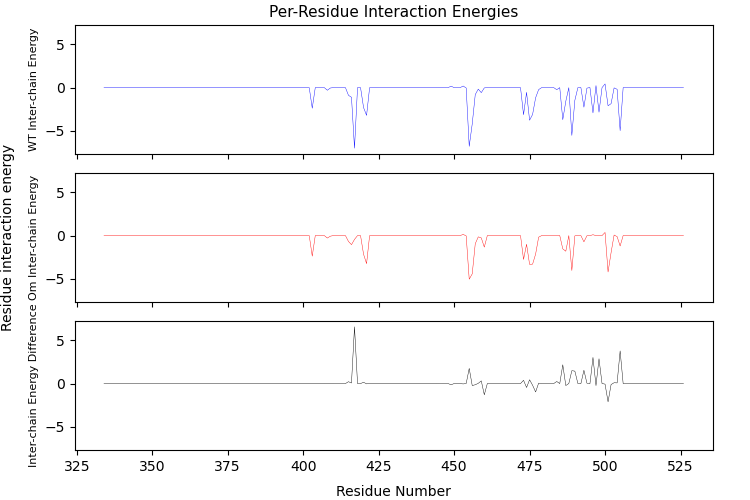 Per-Residue Interaction Energies
Residue interaction energy
WT Inter-chain Energy
5
0
−5
Om Inter-chain Energy
5
0
−5
Inter-chain Energy Difference
5
0
−5
325 350 375 400 425 450 475 500 525
Residue Number